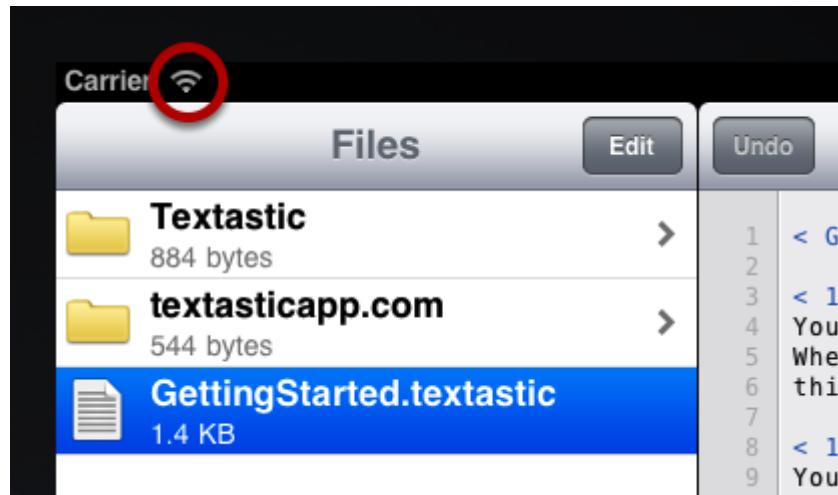 Carrier
Files
Edit
Undo
Textastic
884 bytes
textasticapp.com
544 bytes
GettingStarted.textastic
1.4 KB
1 < G
2
3 < 1
4 You
5 Whe
6 thi
7
8 < 1
9 You